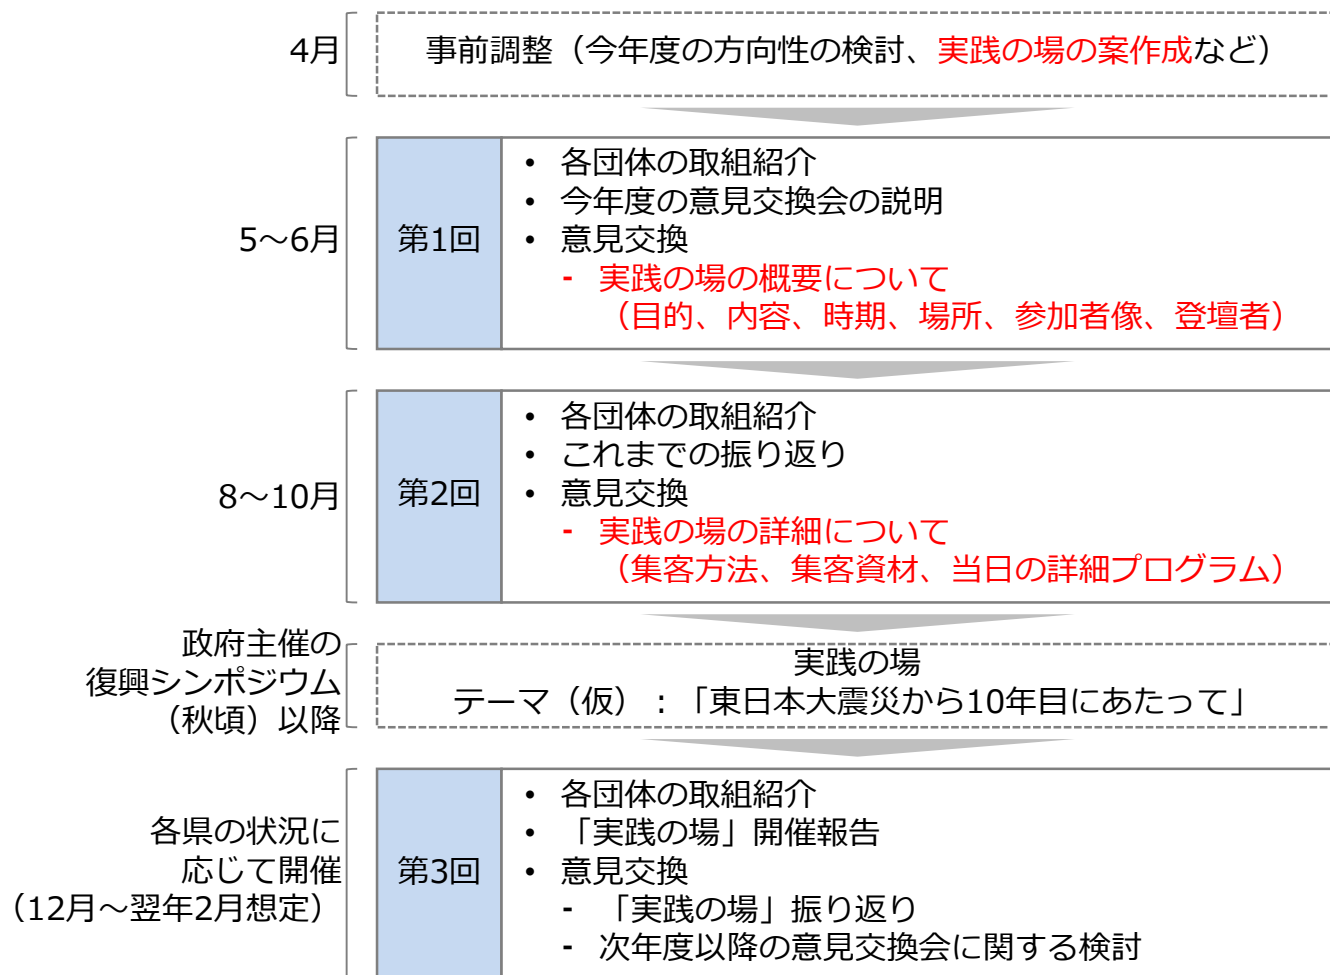 4月
事前調整（今年度の方向性の検討、実践の場の案作成など）
5～6月
第1回
• 各団体の取組紹介
• 今年度の意見交換会の説明
• 意見交換
- 実践の場の概要について
（目的、内容、時期、場所、参加者像、登壇者）
8～10月
第2回
• 各団体の取組紹介
• これまでの振り返り
• 意見交換
- 実践の場の詳細について
（集客方法、集客資材、当日の詳細プログラム）
政府主催の
復興シンポジウム
（秋頃）以降
実践の場
テーマ（仮）：「東日本大震災から10年目にあたって」
各県の状況に
応じて開催
（12月～翌年2月想定）
第3回
• 各団体の取組紹介
• 「実践の場」開催報告
• 意見交換
- 「実践の場」振り返り
- 次年度以降の意見交換会に関する検討